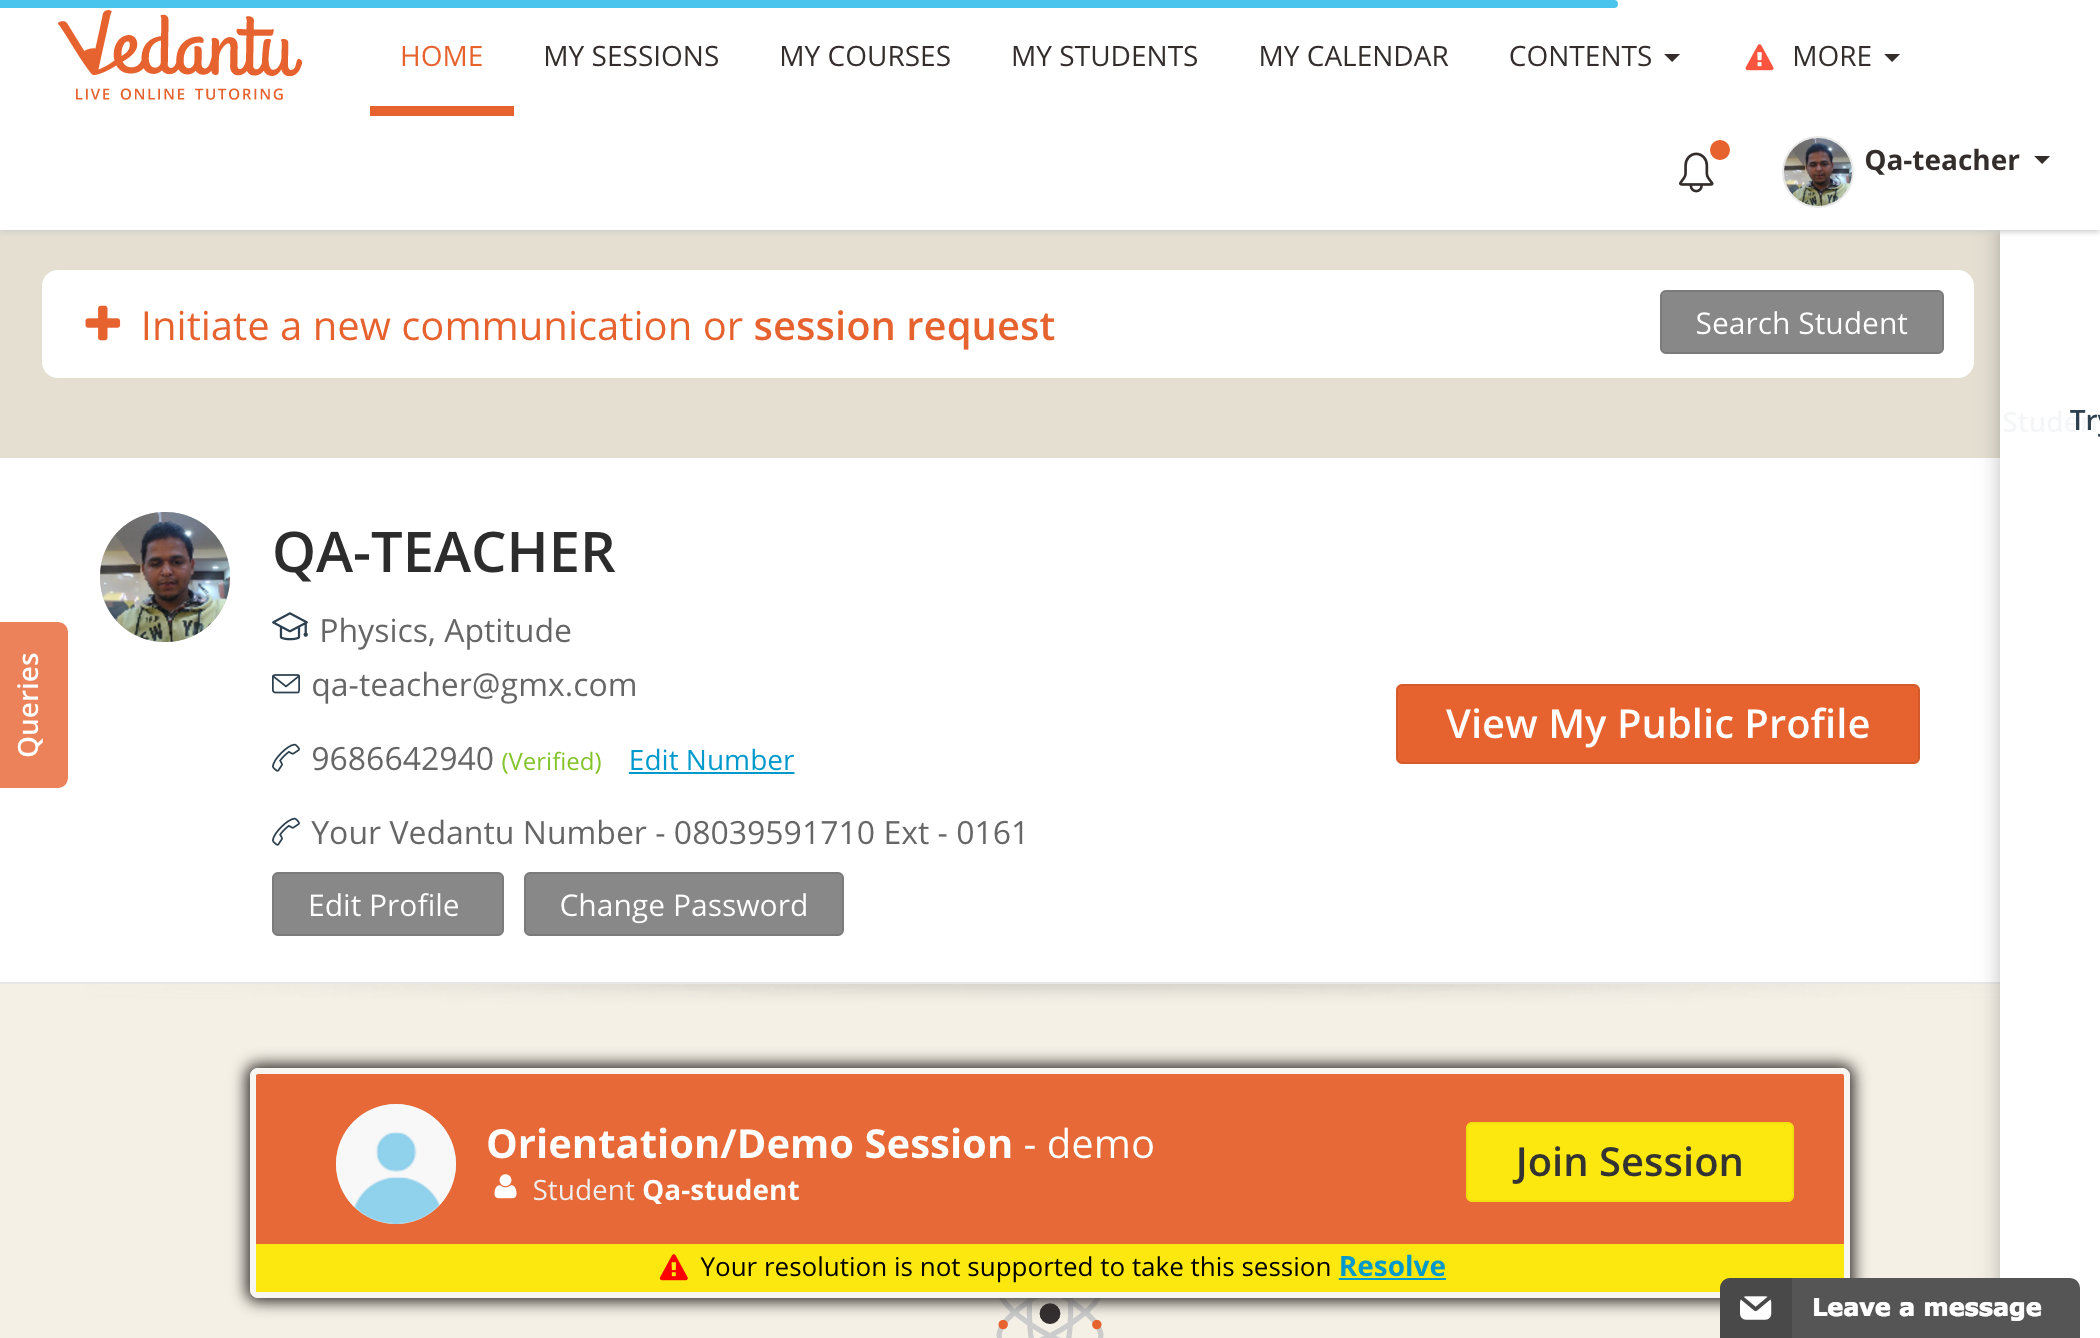 Vedantu
LIVE ONLINE TUTORING
HOME
MY SESSIONS
MY COURSES
MY STUDENTS
MY CALENDAR
CONTENTS
MORE
Qa-teacher
Initiate a new communication or session request
Search Student
Try
QA-TEACHER
Physics, Aptitude
qa-teacher@gmx.com
Queries
9686642940 (Verified) Edit Number
View My Public Profile
Your Vedantu Number - 08039591710 Ext - 0161
Edit Profile
Change Password
Orientation/Demo Session - demo
Student Qa-student
Join Session
Your resolution is not supported to take this session Resolve
Leave a message